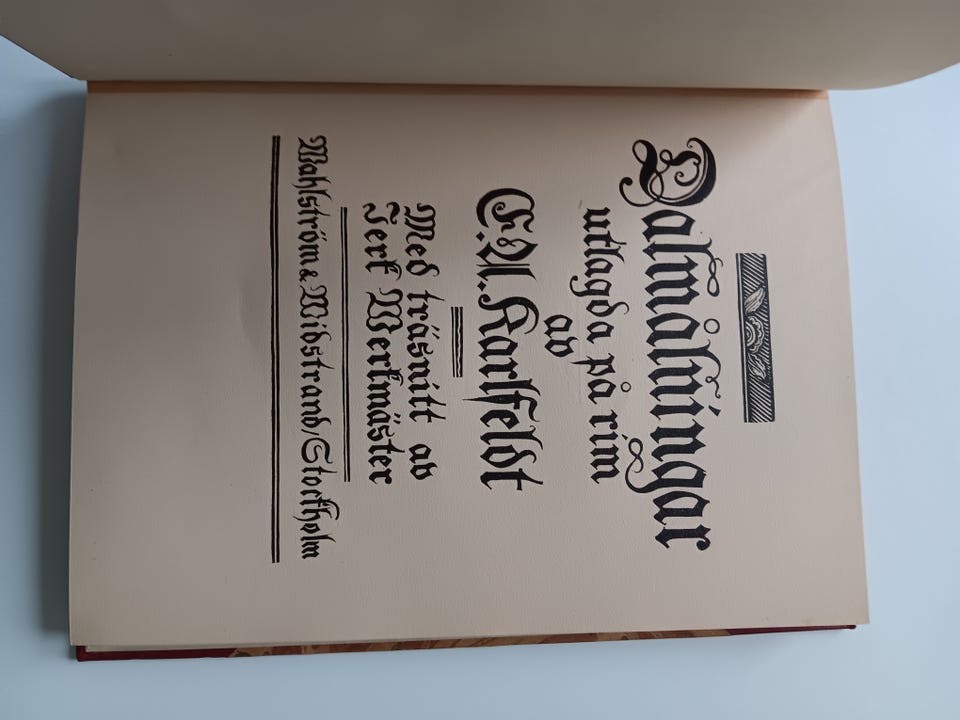 Dalmålningar
utlagda på rim
av
E.A. Karlfeldt
Med träsnitt av
Jerk Werkmäster
Wahlström & Widstrand/Stockholm